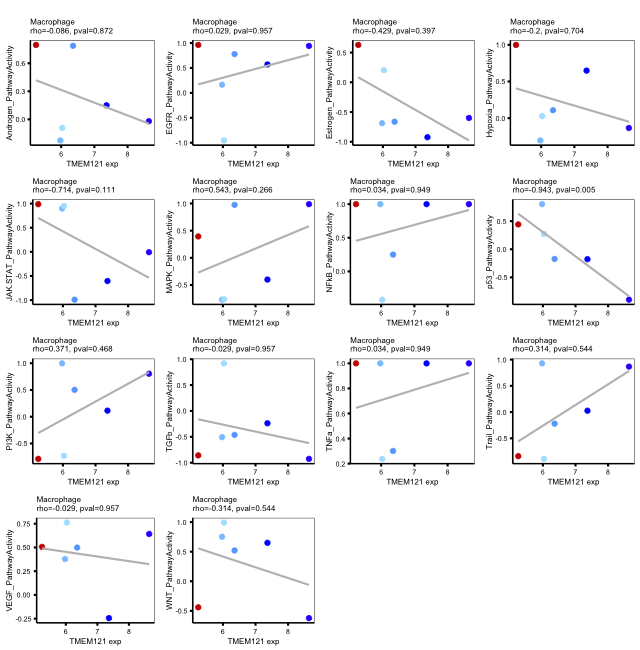 Macrophage
rho=-0.086, pval=0.872
Androgen_PathwayActivity
0.6
0.3
0.0
6 7 8
TMEM121 exp
Macrophage
rho=0.029, pval=0.957
EGFR_PathwayActivity
1.0
0.5
0.0
-0.5
-1.0
6 7 8
TMEM121 exp
Macrophage
rho=-0.429, pval=0.397
Estrogen_PathwayActivity
0.5
0.0
-0.5
-1.0
6 7 8
TMEM121 exp
Macrophage
rho=-0.2, pval=0.704
Hypoxia_PathwayActivity
1.0
0.5
0.0
6 7 8
TMEM121 exp
Macrophage
rho=-0.714, pval=0.111
JAK-STAT_PathwayActivity
1.0
0.5
0.0
-0.5
-1.0
6 7 8
TMEM121 exp
Macrophage
rho=0.543, pval=0.266
MAPK_PathwayActivity
1.0
0.5
0.0
-0.5
6 7 8
TMEM121 exp
Macrophage
rho=0.034, pval=0.949
NFkB_PathwayActivity
1.0
0.5
0.0
6 7 8
TMEM121 exp
Macrophage
rho=-0.943, pval=0.005
p53_PathwayActivity
0.5
0.0
-0.5
6 7 8
TMEM121 exp
Macrophage
rho=0.371, pval=0.468
PI3K_PathwayActivity
1.0
0.5
0.0
-0.5
6 7 8
TMEM121 exp
Macrophage
rho=-0.029, pval=0.957
TGFb_PathwayActivity
1.0
0.5
0.0
-0.5
-1.0
6 7 8
TMEM121 exp
Macrophage
rho=0.034, pval=0.949
TNFa_PathwayActivity
1.0
0.8
0.6
0.4
0.2
6 7 8
TMEM121 exp
Macrophage
rho=0.314, pval=0.544
Trail_PathwayActivity
0.5
0.0
-0.5
6 7 8
TMEM121 exp
Macrophage
rho=-0.029, pval=0.957
VEGF_PathwayActivity
0.75
0.50
0.25
0.00
-0.25
6 7 8
TMEM121 exp
Macrophage
rho=-0.314, pval=0.544
WNT_PathwayActivity
1.0
0.5
0.0
-0.5
6 7 8
TMEM121 exp